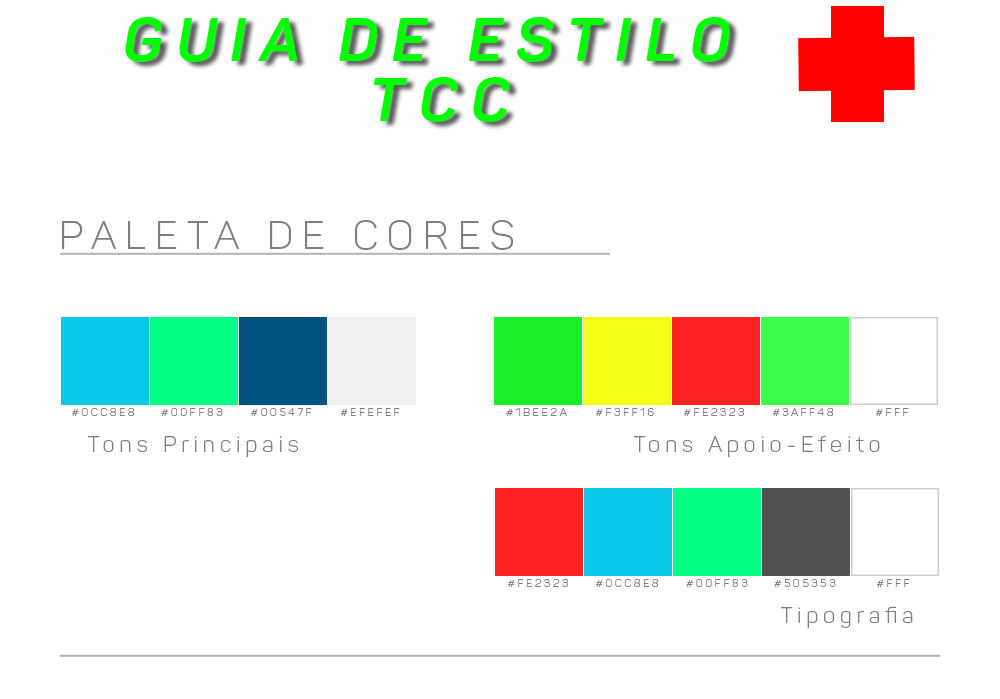 GUIA DE ESTILO
TCC
PALETA DE CORES
#0CC8E8 #00FF83 #00547F #EFEFEF
Tons Principais
#1BEE2A #F3FF16 #FE2323 #3AFF48 #FFF
Tons Apoio-Efeito
#FE2323 #0CC8E8 #00FF83 #505353 #FFF
Tipografia